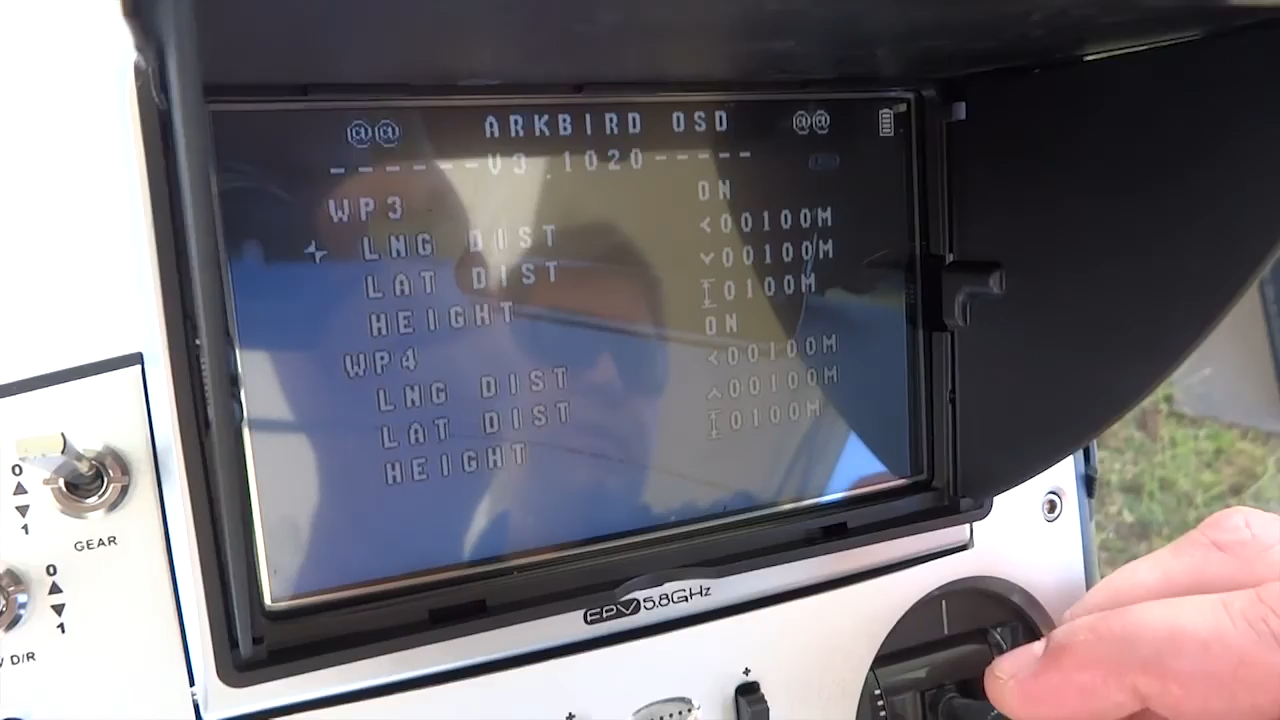 ARKBIRD OSD
------V3.1020-----
WP3 ON
LNG DIST <00100M
LAT DIST 00100M
HEIGHT 0100M
WP4 ON
LNG DIST <00100M
LAT DIST 00100M
HEIGHT 0100M
FPV 5.8GHz
0
1
GEAR
0
1
D/R
+
+